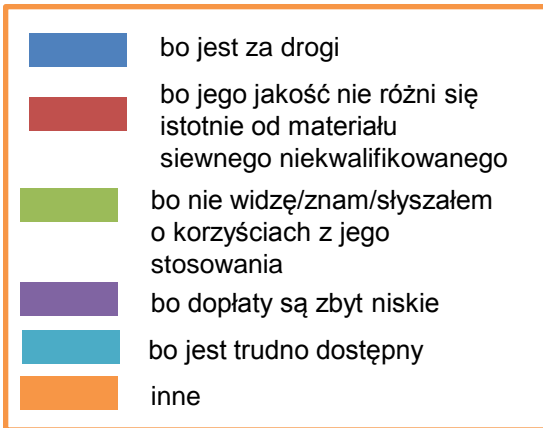 bo jest za drogi
bo jego jakość nie różni się
istotnie od materiału
siewnego niekwalifikowanego
bo nie widzę/znam/słyszałem
o korzyściach z jego
stosowania
bo dopłaty są zbyt niskie
bo jest trudno dostępny
inne